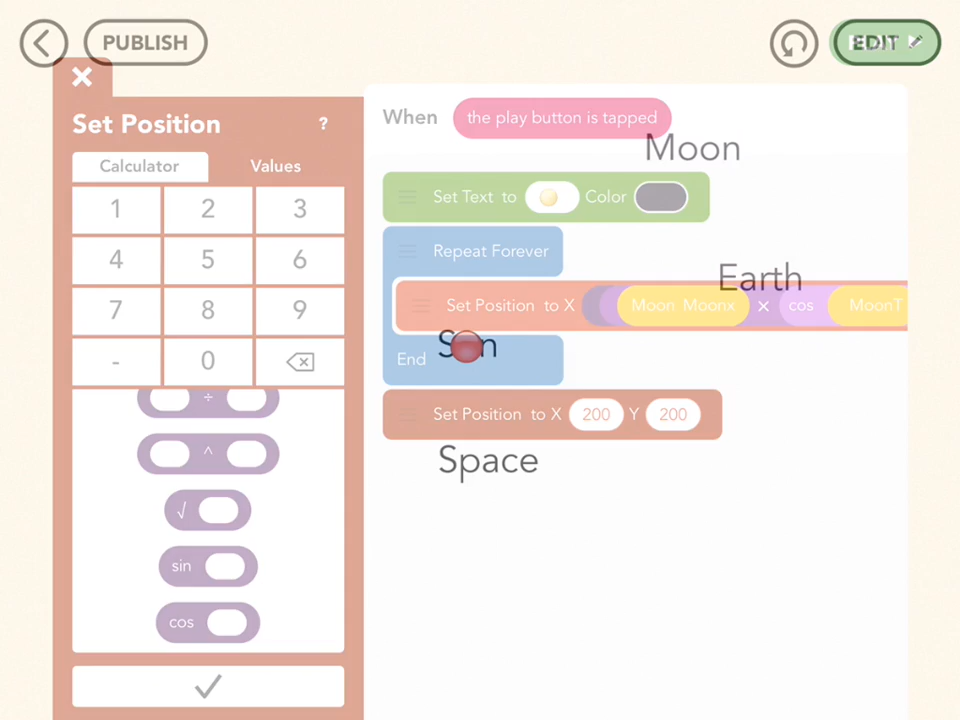 PUBLISH
EDIT
Set Position ?
Calculator Values
1 2 3
4 5 6
7 8 9
- 0
÷
^
√
sin
cos
When the play button is tapped
Moon
Set Text to Color
Repeat Forever
Earth
Set Position to X Moon Moonx × cos MoonT
Sun
End
Set Position to X 200 Y 200
Space